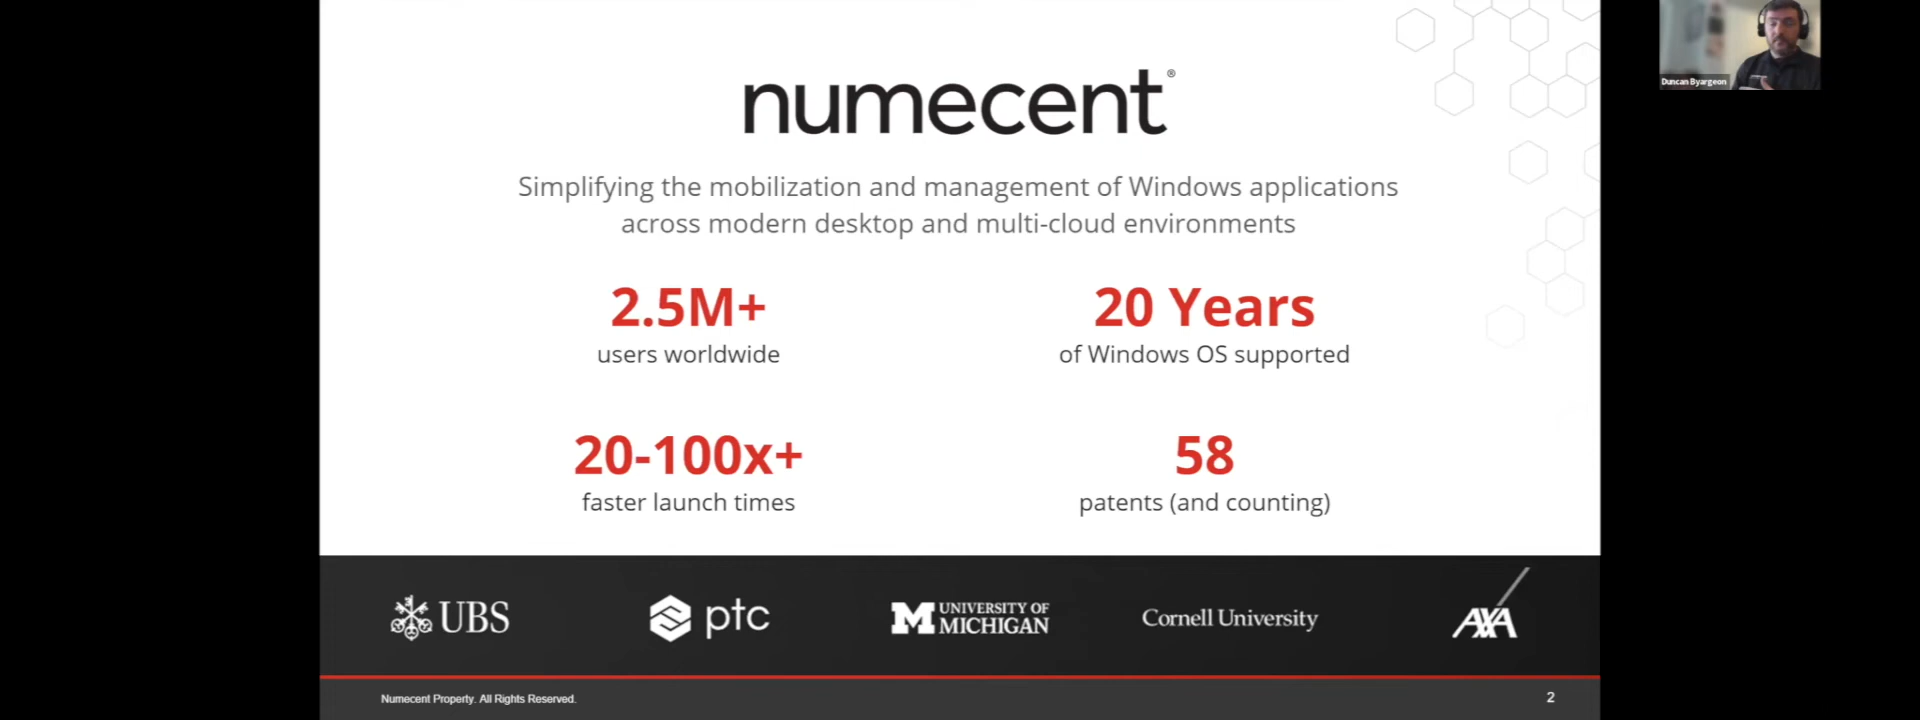 numecent®
Simplifying the mobilization and management of Windows applications
across modern desktop and multi-cloud environments
2.5M+
users worldwide
20 Years
of Windows OS supported
20-100x+
faster launch times
58
patents (and counting)
UBS
ptc
M UNIVERSITY OF
MICHIGAN
Cornell University
AXA
Numecent Property. All Rights Reserved.
2
Duncan Byargeon